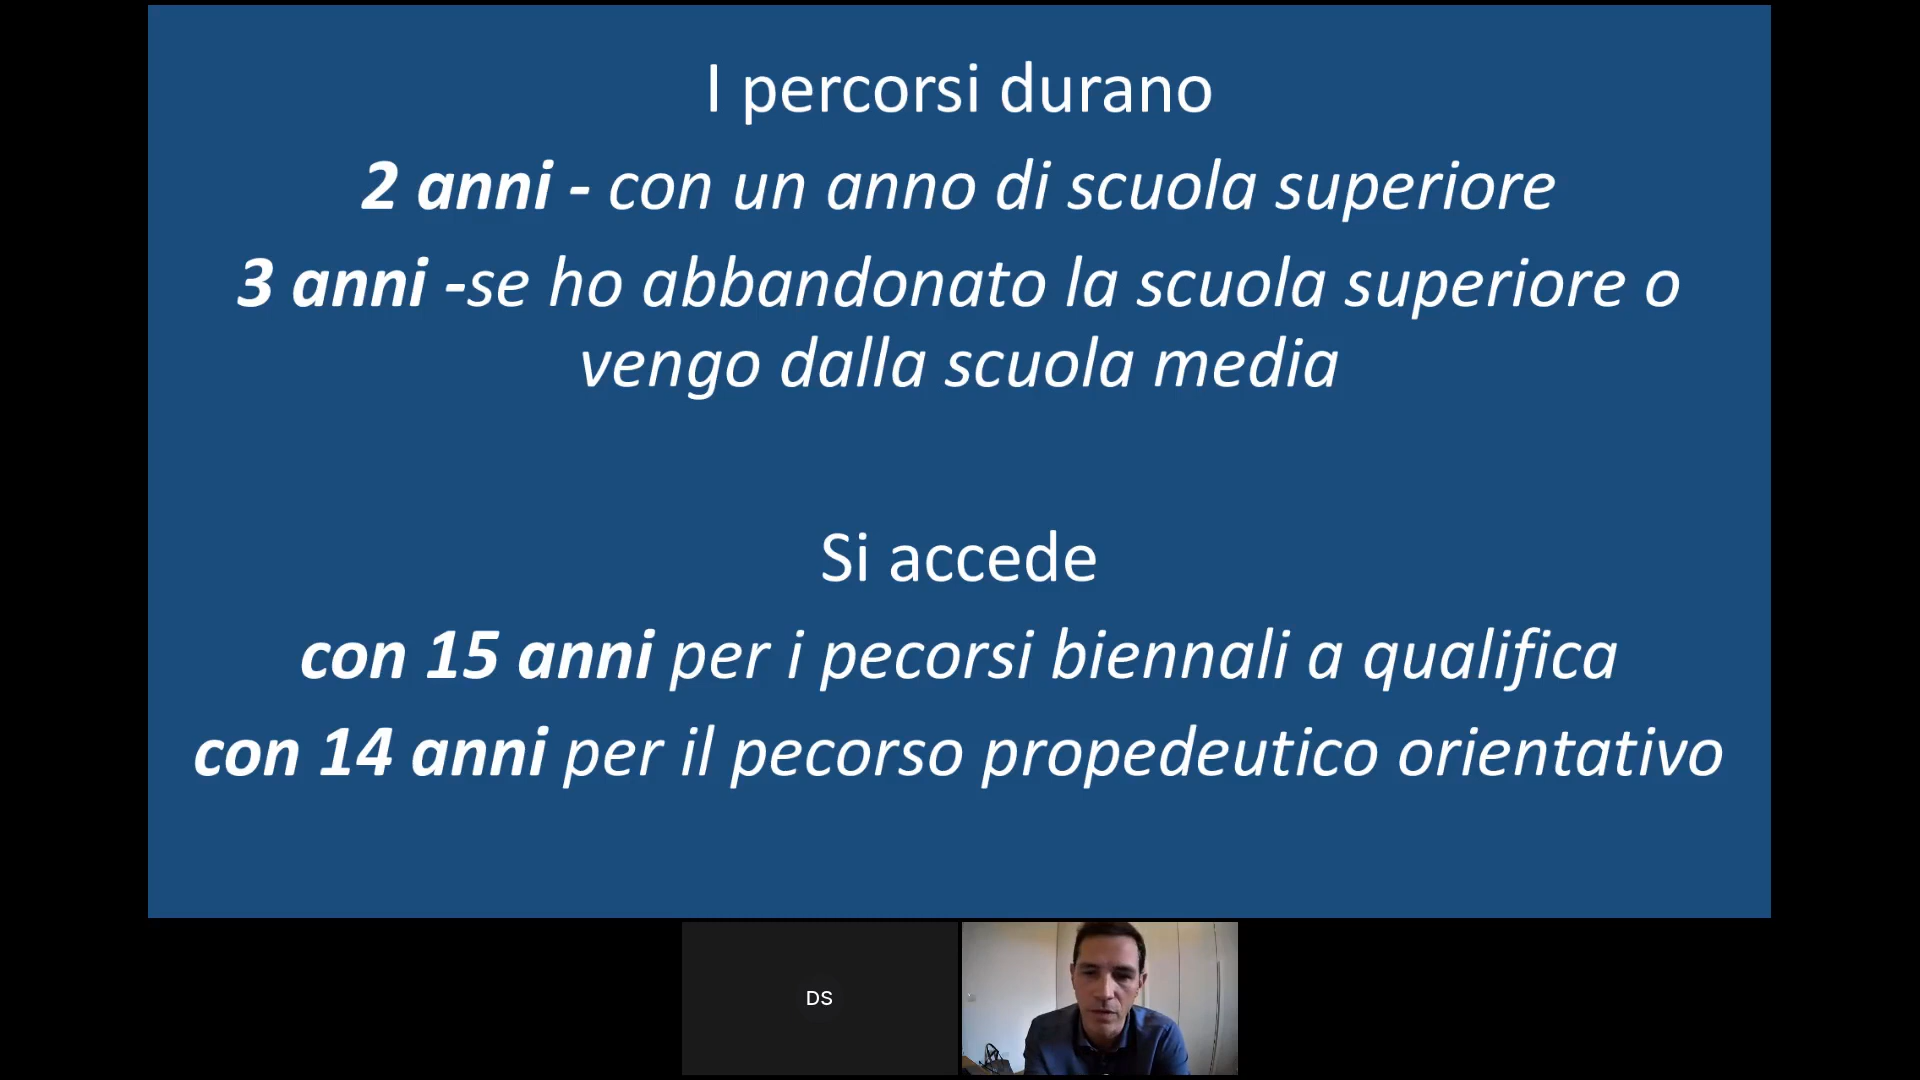 I percorsi durano
2 anni - con un anno di scuola superiore
3 anni -se ho abbandonato la scuola superiore o
vengo dalla scuola media
Si accede
con 15 anni per i pecorsi biennali a qualifica
con 14 anni per il pecorso propedeutico orientativo
DS